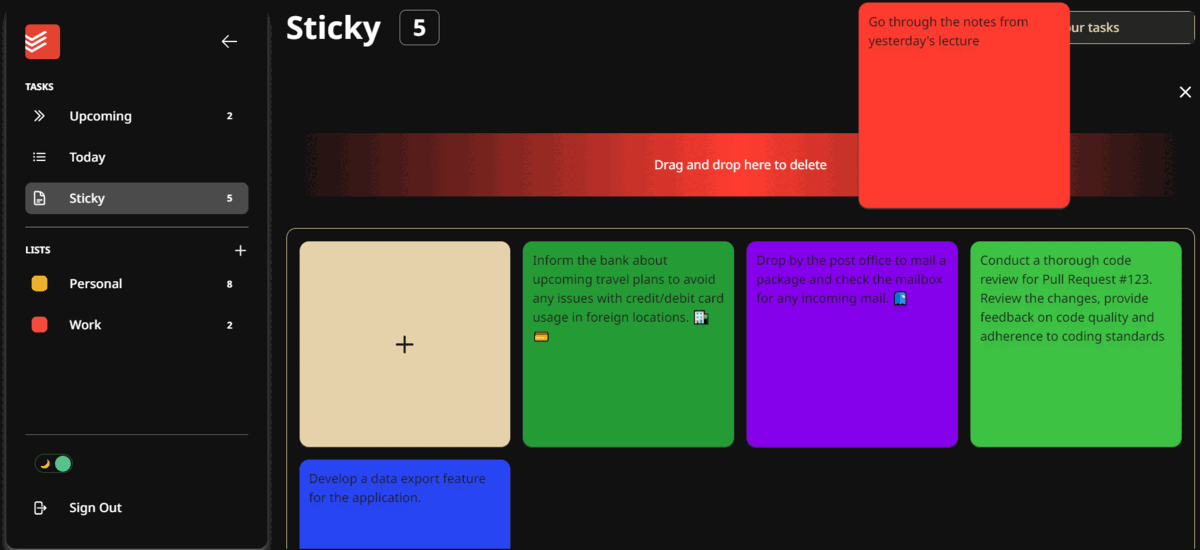 TASKS
Upcoming 2
Today
Sticky 5
LISTS
Personal 8
Work 2
Sign Out
Sticky 5
our tasks
Go through the notes from
yesterday's lecture
Drag and drop here to delete
Inform the bank about
upcoming travel plans to avoid
any issues with credit/debit card
usage in foreign locations. 🏦
💳
Drop by the post office to mail a
package and check the mailbox
for any incoming mail. 📪
Conduct a thorough code
review for Pull Request #123.
Review the changes, provide
feedback on code quality and
adherence to coding standards
Develop a data export feature
for the application.